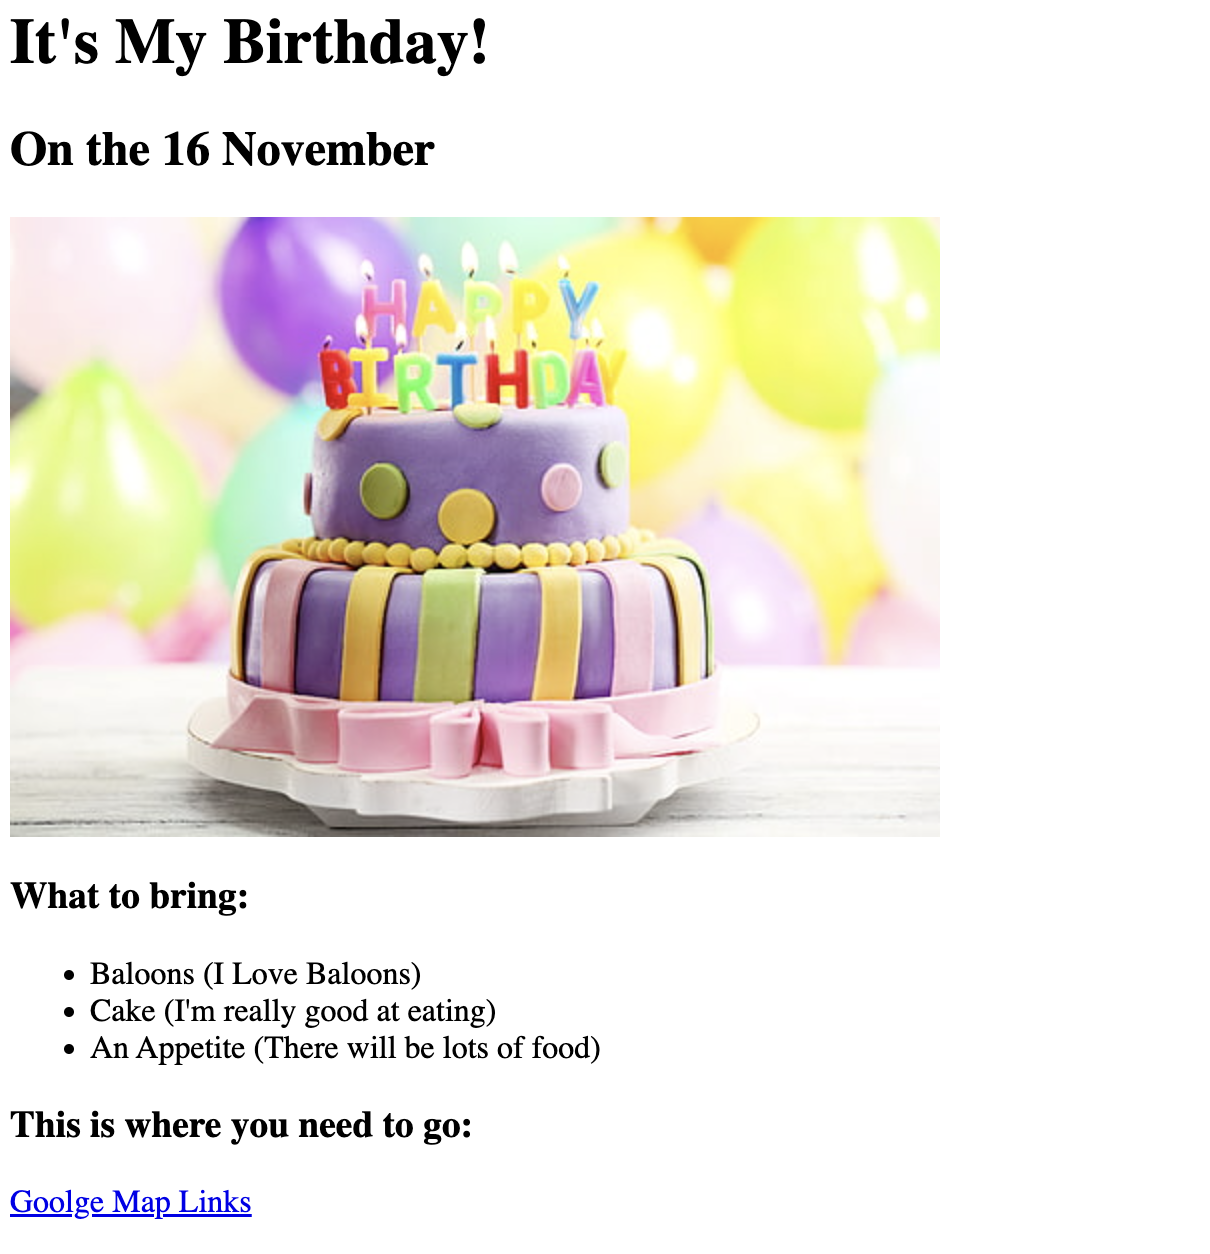 It's My Birthday!
On the 16 November
HAPPY
BIRTHDAY
What to bring:
Baloons (I Love Baloons)
Cake (I'm really good at eating)
An Appetite (There will be lots of food)
This is where you need to go:
Goolge Map Links